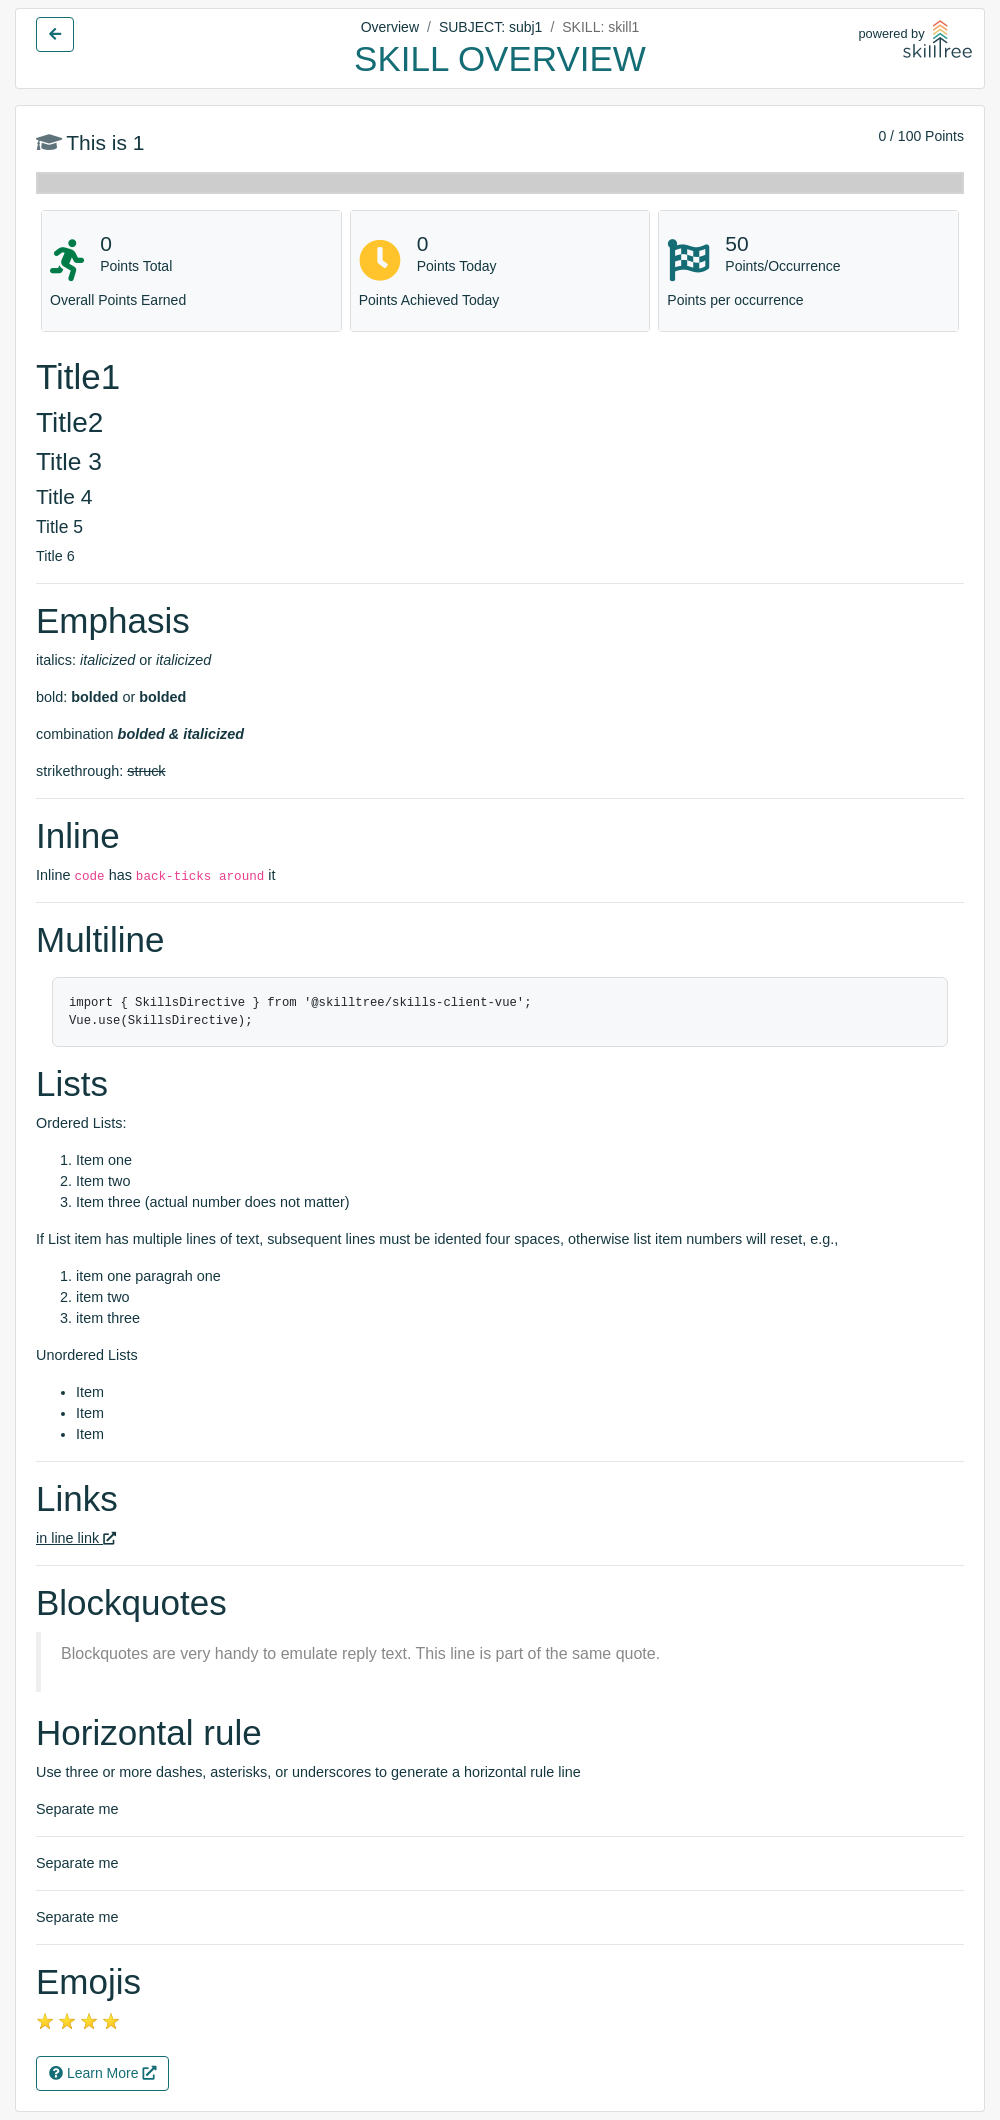 Overview / SUBJECT: subj1 / SKILL: skill1
SKILL OVERVIEW
powered by
skilltree
This is 1
0 / 100 Points
0
Points Total
Overall Points Earned
0
Points Today
Points Achieved Today
50
Points/Occurrence
Points per occurrence
Title1
Title2
Title 3
Title 4
Title 5
Title 6
Emphasis
italics: italicized or italicized
bold: bolded or bolded
combination bolded & italicized
strikethrough: struck
Inline
Inline code has back-ticks around it
Multiline
import { SkillsDirective } from '@skilltree/skills-client-vue';
Vue.use(SkillsDirective);
Lists
Ordered Lists:
1. Item one
2. Item two
3. Item three (actual number does not matter)
If List item has multiple lines of text, subsequent lines must be idented four spaces, otherwise list item numbers will reset, e.g.,
1. item one paragrah one
2. item two
3. item three
Unordered Lists
• Item
• Item
• Item
Links
in line link
Blockquotes
Blockquotes are very handy to emulate reply text. This line is part of the same quote.
Horizontal rule
Use three or more dashes, asterisks, or underscores to generate a horizontal rule line
Separate me
Separate me
Separate me
Emojis
⭐ ⭐ ⭐ ⭐
Learn More